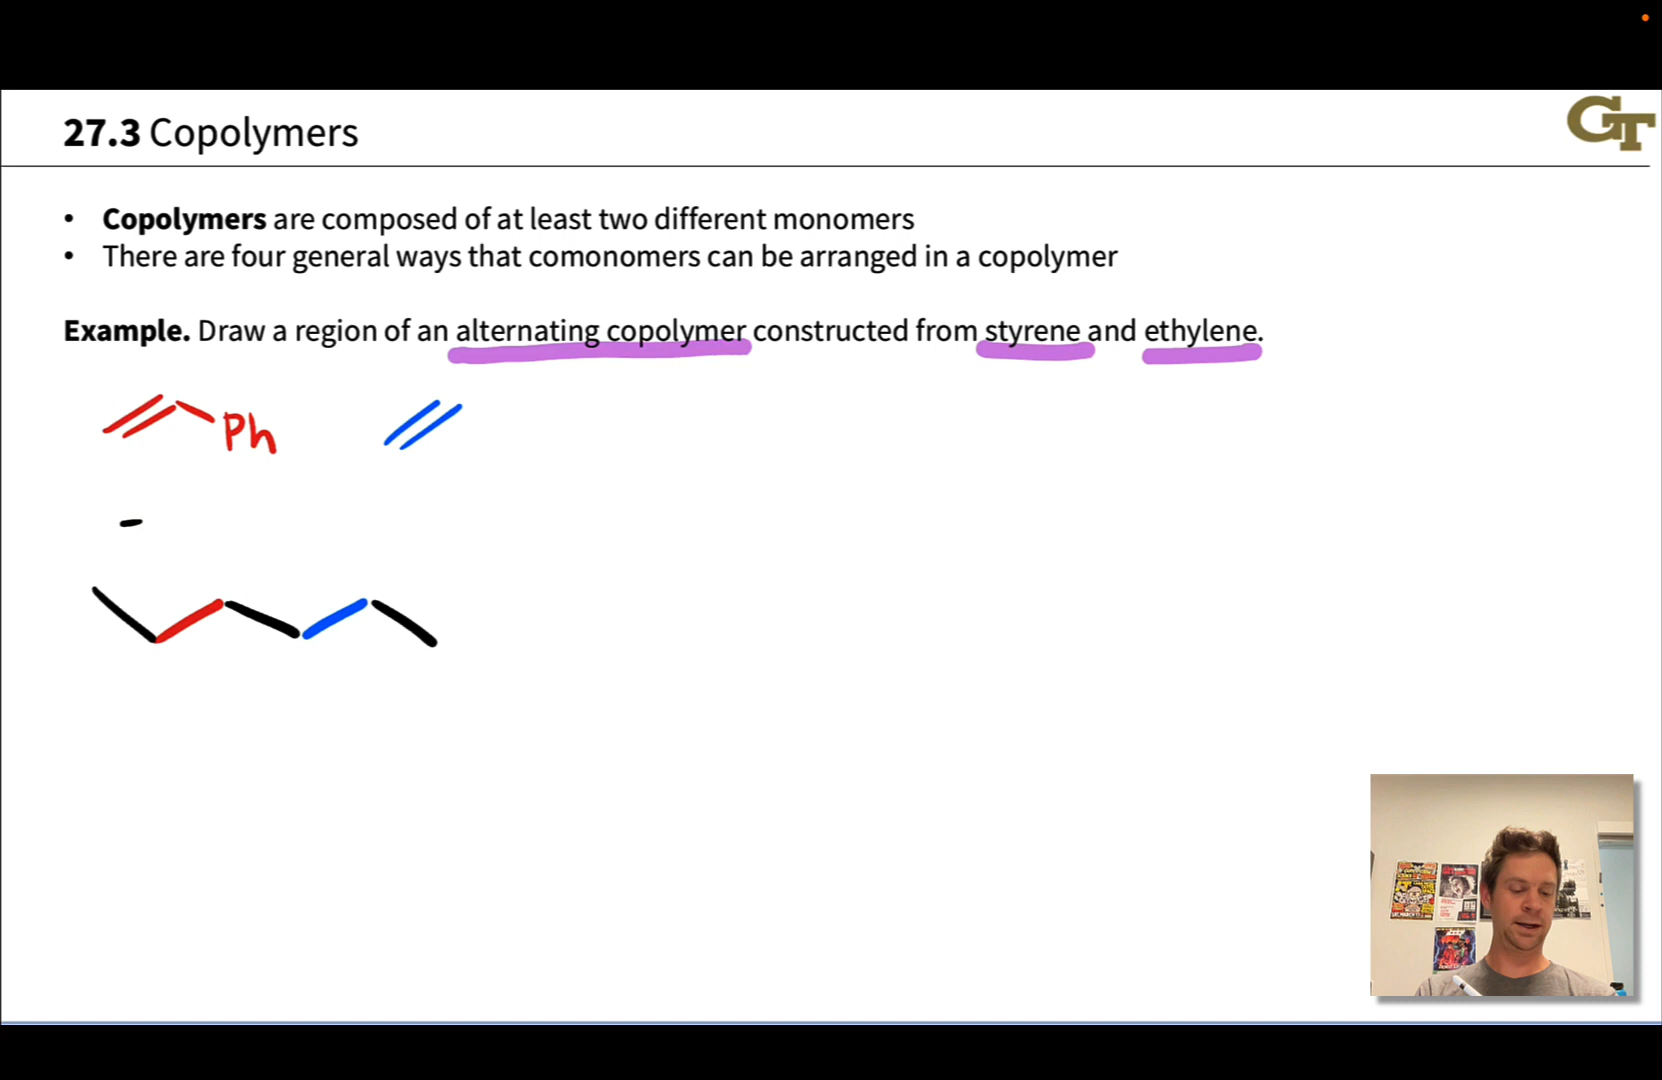 GT
27.3 Copolymers
• Copolymers are composed of at least two different monomers
• There are four general ways that comonomers can be arranged in a copolymer
Example. Draw a region of an alternating copolymer constructed from styrene and ethylene.
Ph